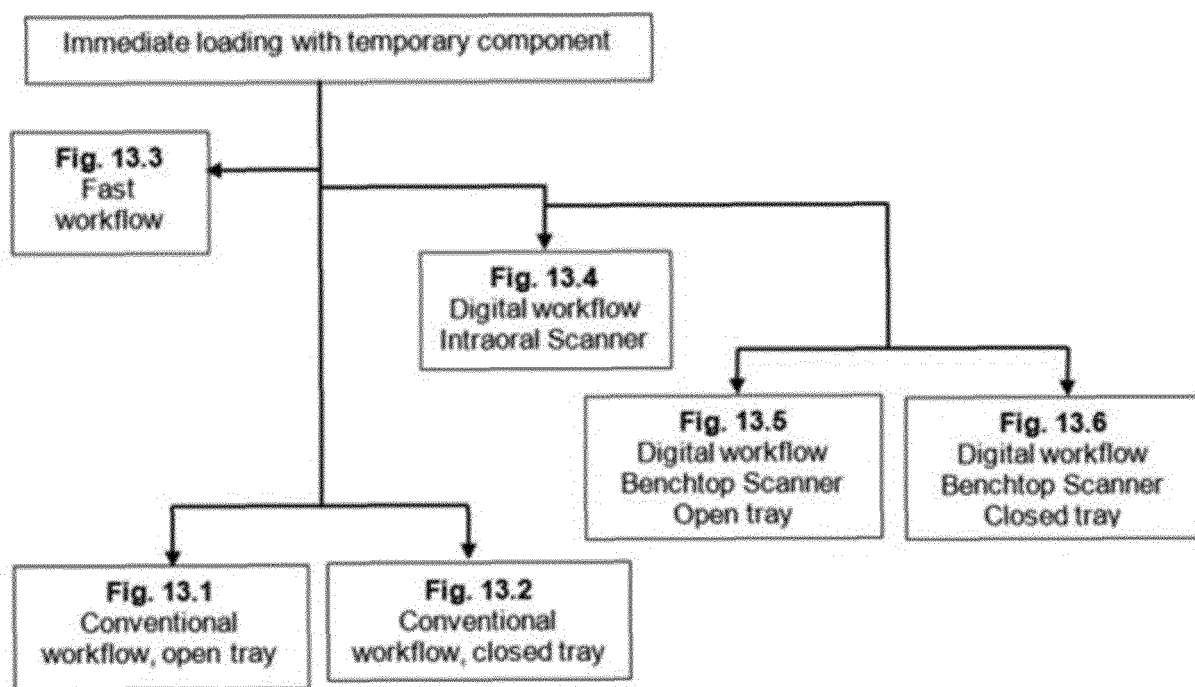 Immediate loading with temporary component
Fig. 13.3
Fast
workflow
Fig. 13.4
Digital workflow
Intraoral Scanner
Fig. 13.5
Digital workflow
Benchtop Scanner
Open tray
Fig. 13.6
Digital workflow
Benchtop Scanner
Closed tray
Fig. 13.1
Conventional
workflow, open tray
Fig. 13.2
Conventional
workflow, closed tray